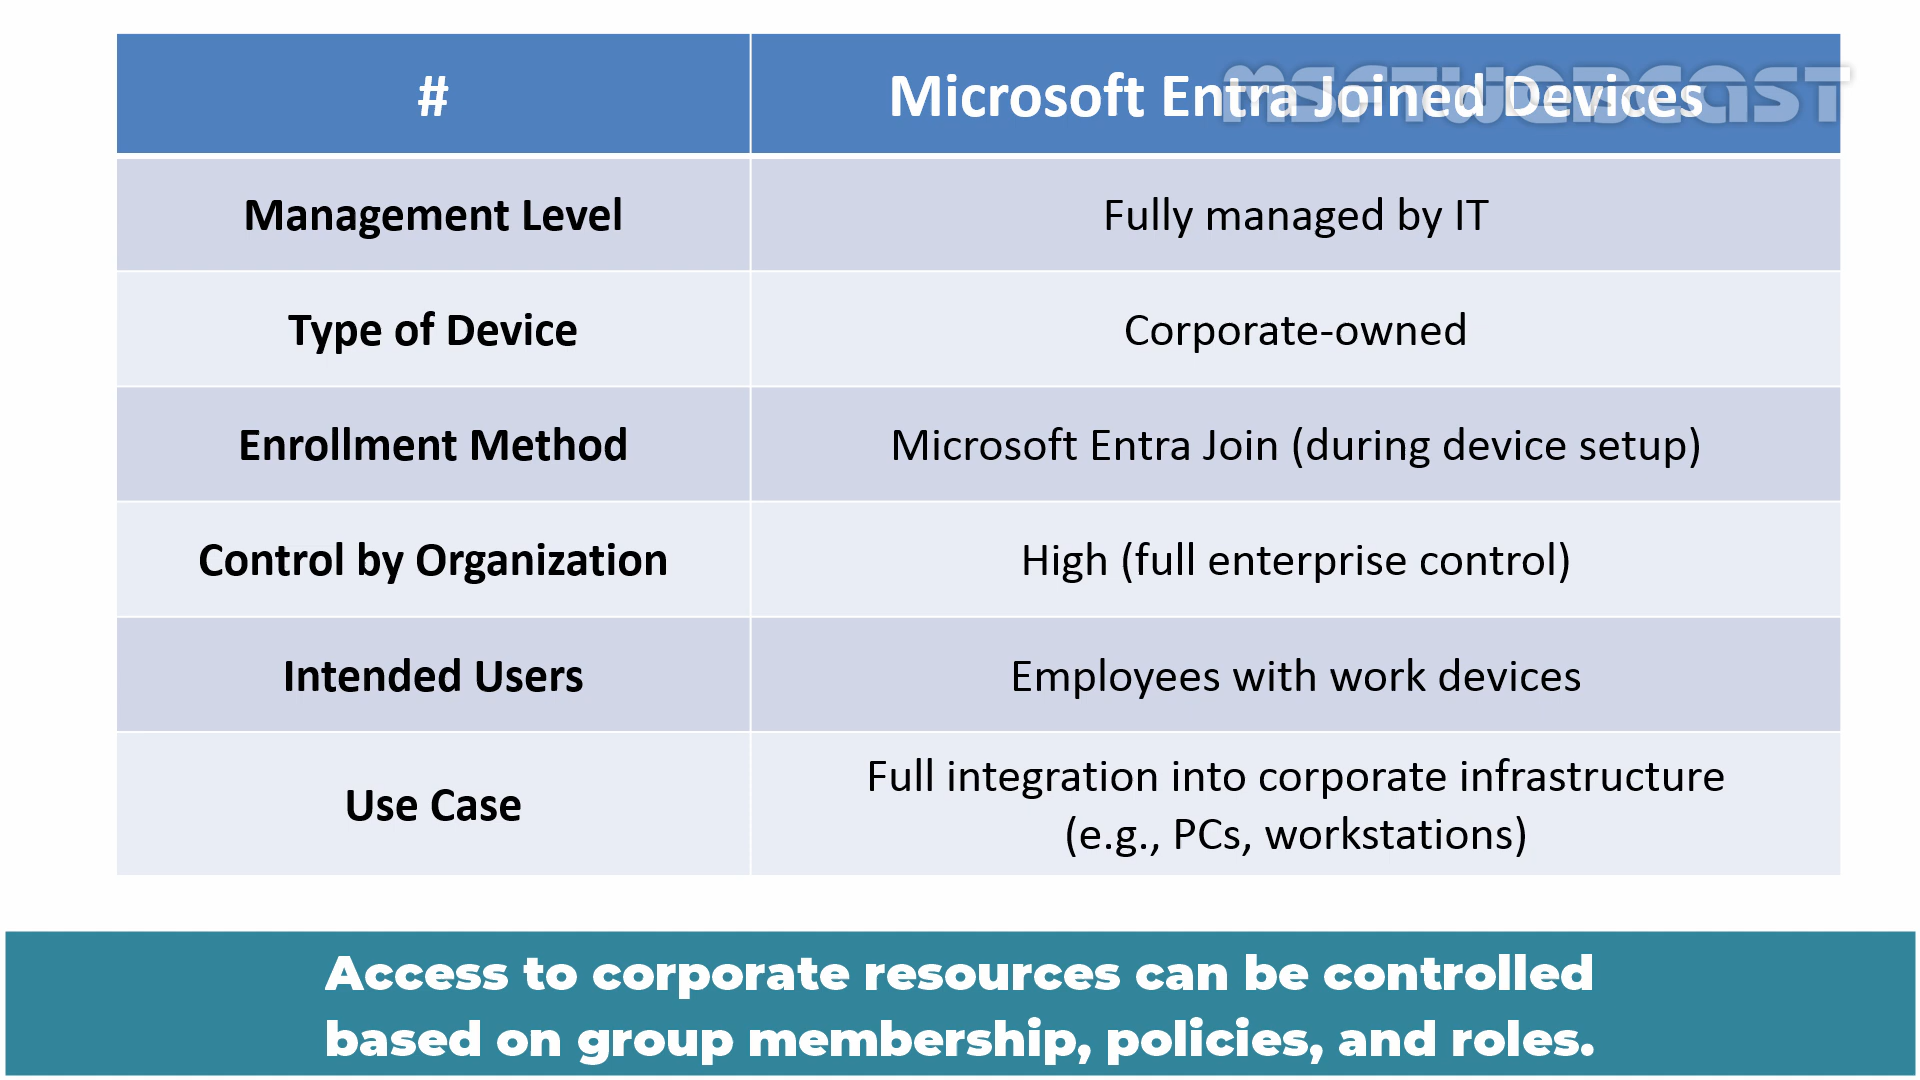 # Microsoft Entra Joined Devices
MSFTWEBCAST
Management Level Fully managed by IT
Type of Device Corporate-owned
Enrollment Method Microsoft Entra Join (during device setup)
Control by Organization High (full enterprise control)
Intended Users Employees with work devices
Use Case Full integration into corporate infrastructure
(e.g., PCs, workstations)
Access to corporate resources can be controlled
based on group membership, policies, and roles.